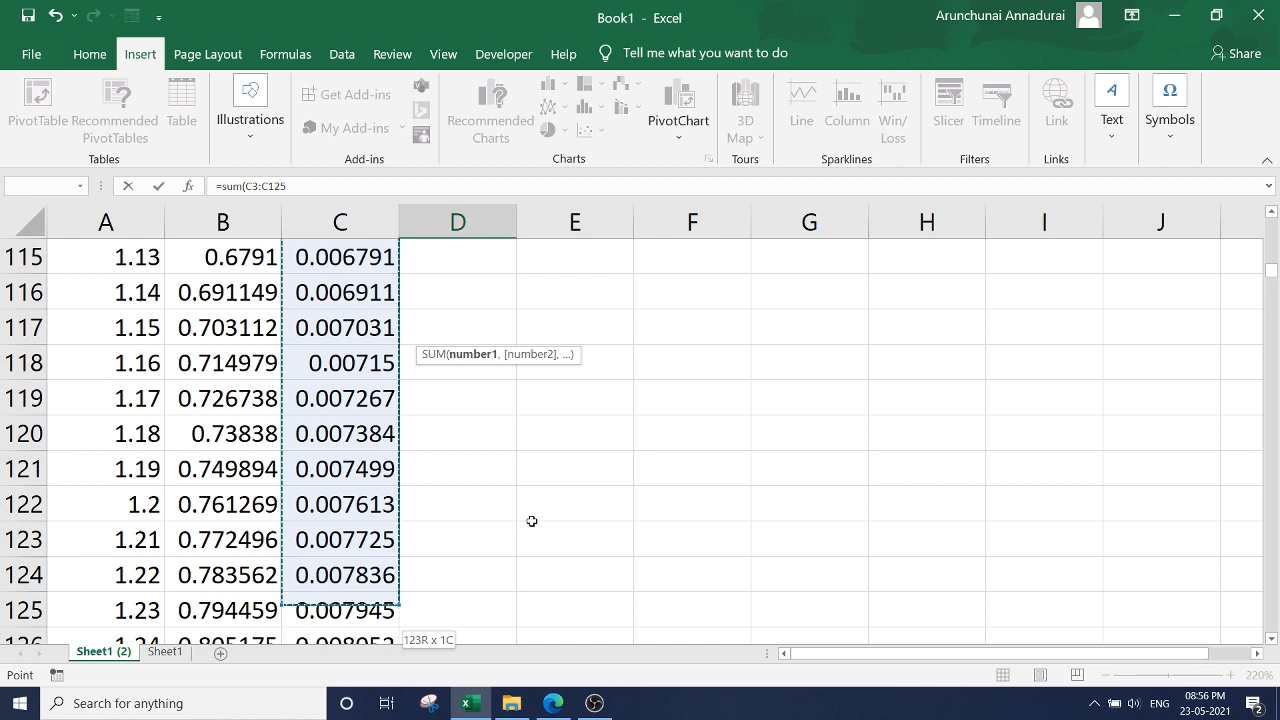 Book1 - Excel
Arunchunai Annadurai
File Home Insert Page Layout Formulas Data Review View Developer Help Tell me what you want to do Share
PivotTable
Recommended PivotTables
Table
Tables
Illustrations
Get Add-ins
My Add-ins
Add-ins
Recommended Charts
Charts
PivotChart
3D Map
Tours
Line
Column
Win/Loss
Sparklines
Slicer
Timeline
Filters
Link
Links
Text
Symbols
=sum(C3:C125
A B C D E F G H I J
115 1.13 0.6791 0.006791
116 1.14 0.691149 0.006911
117 1.15 0.703112 0.007031
118 1.16 0.714979 0.00715
SUM(number1, [number2], ...)
119 1.17 0.726738 0.007267
120 1.18 0.73838 0.007384
121 1.19 0.749894 0.007499
122 1.2 0.761269 0.007613
123 1.21 0.772496 0.007725
124 1.22 0.783562 0.007836
125 1.23 0.794459 0.007945
126 1.24 0.805175 0.008052
123R x 1C
Sheet1 (2) Sheet1
Point
220%
Search for anything
ENG
08:56 PM
23-05-2021
2